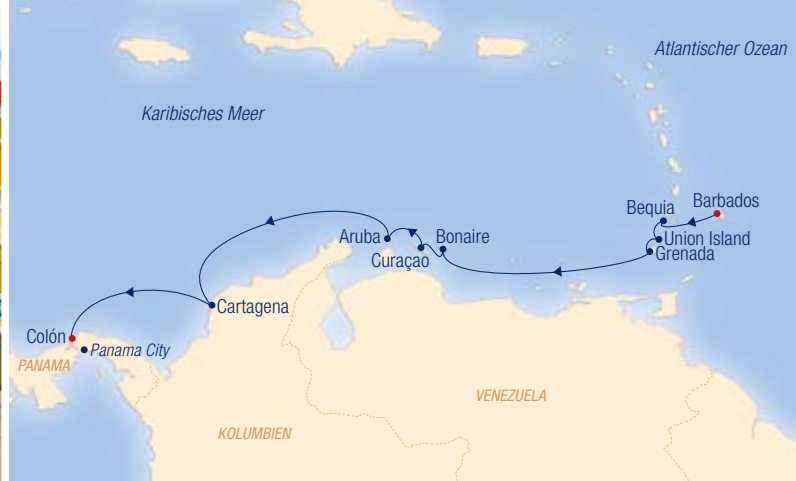 Atlantischer Ozean
Karibisches Meer
Barbados
Bequia
Union Island
Grenada
Aruba
Bonaire
Curaçao
Cartagena
Colón
Panama City
PANAMA
VENEZUELA
KOLUMBIEN